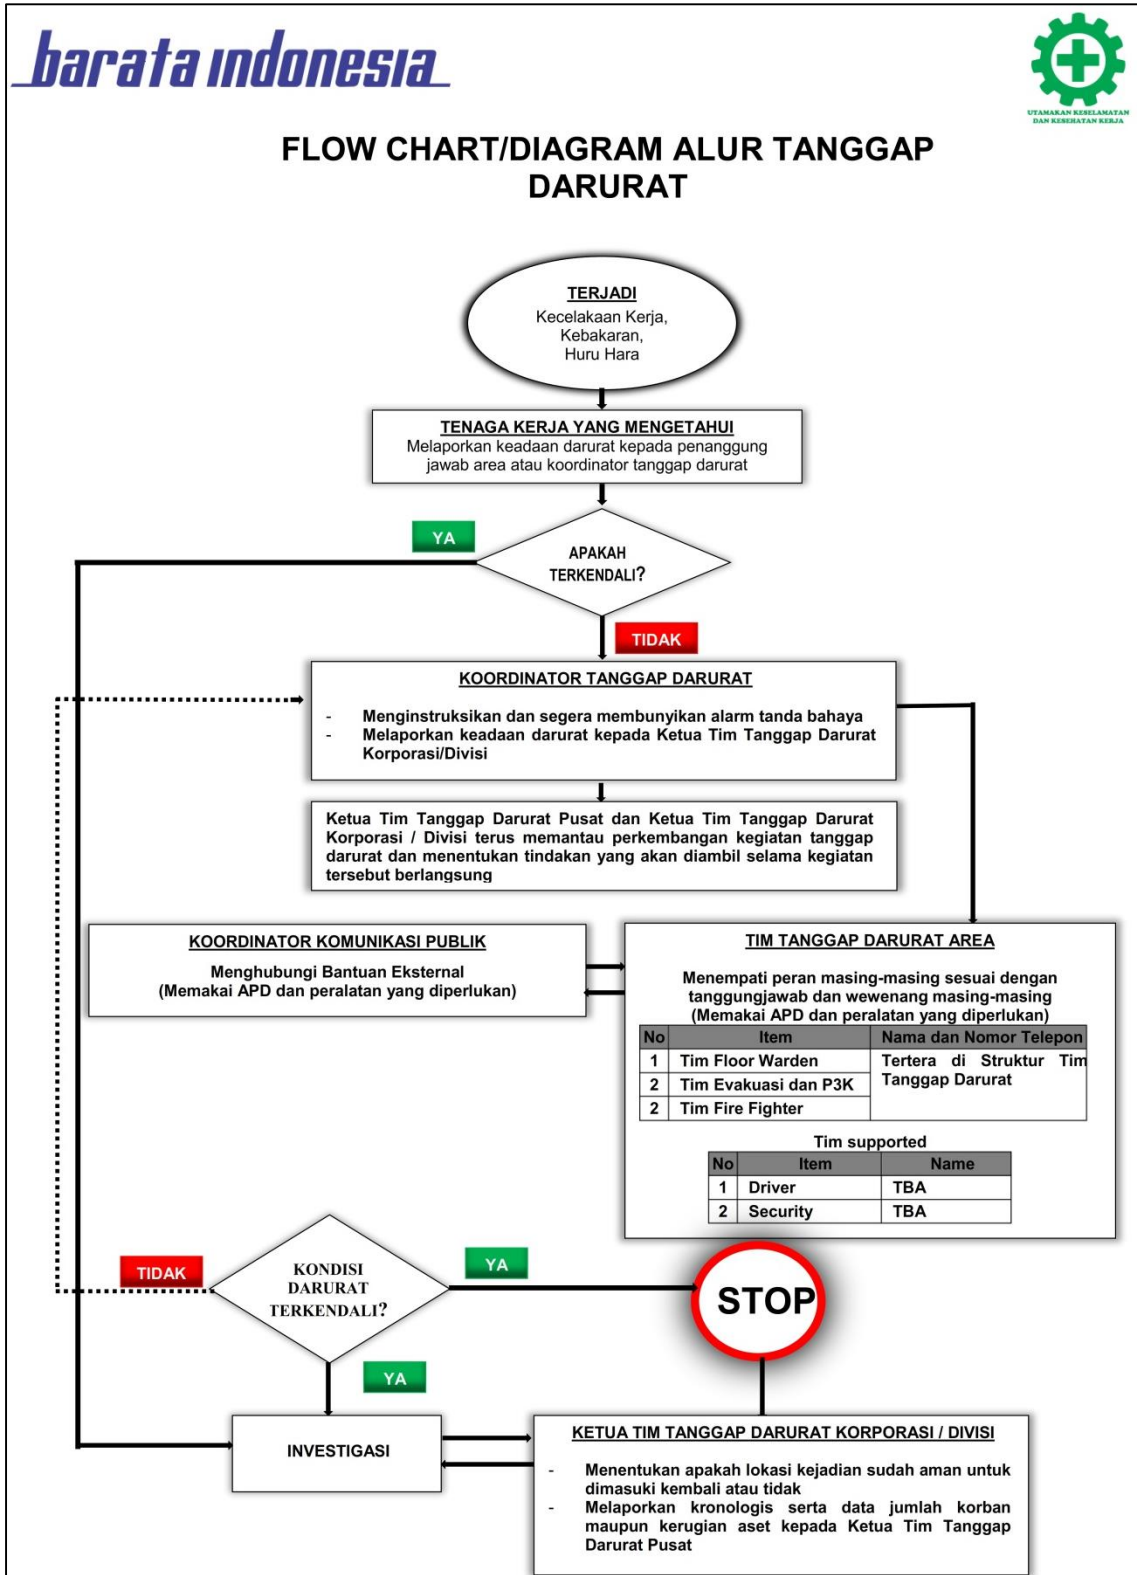 barata indonesia
UTAMAKAN KESELAMATAN
DAN KESEHATAN KERJA
FLOW CHART/DIAGRAM ALUR TANGGAP
DARURAT
TERJADI
Kecelakaan Kerja,
Kebakaran,
Huru Hara
TENAGA KERJA YANG MENGETAHUI
Melaporkan keadaan darurat kepada penanggung
jawab area atau koordinator tanggap darurat
YA
APAKAH
TERKENDALI?
TIDAK
KOORDINATOR TANGGAP DARURAT
- Menginstruksikan dan segera membunyikan alarm tanda bahaya
- Melaporkan keadaan darurat kepada Ketua Tim Tanggap Darurat
Korporasi/Divisi
Ketua Tim Tanggap Darurat Pusat dan Ketua Tim Tanggap Darurat
Korporasi / Divisi terus memantau perkembangan kegiatan tanggap
darurat dan menentukan tindakan yang akan diambil selama kegiatan
tersebut berlangsung
KOORDINATOR KOMUNIKASI PUBLIK
Menghubungi Bantuan Eksternal
(Memakai APD dan peralatan yang diperlukan)
TIM TANGGAP DARURAT AREA
Menempati peran masing-masing sesuai dengan
tanggungjawab dan wewenang masing-masing
(Memakai APD dan peralatan yang diperlukan)
No Item Nama dan Nomor Telepon
1 Tim Floor Warden Tertera di Struktur Tim
2 Tim Evakuasi dan P3K Tanggap Darurat
2 Tim Fire Fighter
Tim supported
No Item Name
1 Driver TBA
2 Security TBA
TIDAK
KONDISI
DARURAT
TERKENDALI?
YA
STOP
YA
INVESTIGASI
KETUA TIM TANGGAP DARURAT KORPORASI / DIVISI
- Menentukan apakah lokasi kejadian sudah aman untuk
dimasuki kembali atau tidak
- Melaporkan kronologis serta data jumlah korban
maupun kerugian aset kepada Ketua Tim Tanggap
Darurat Pusat